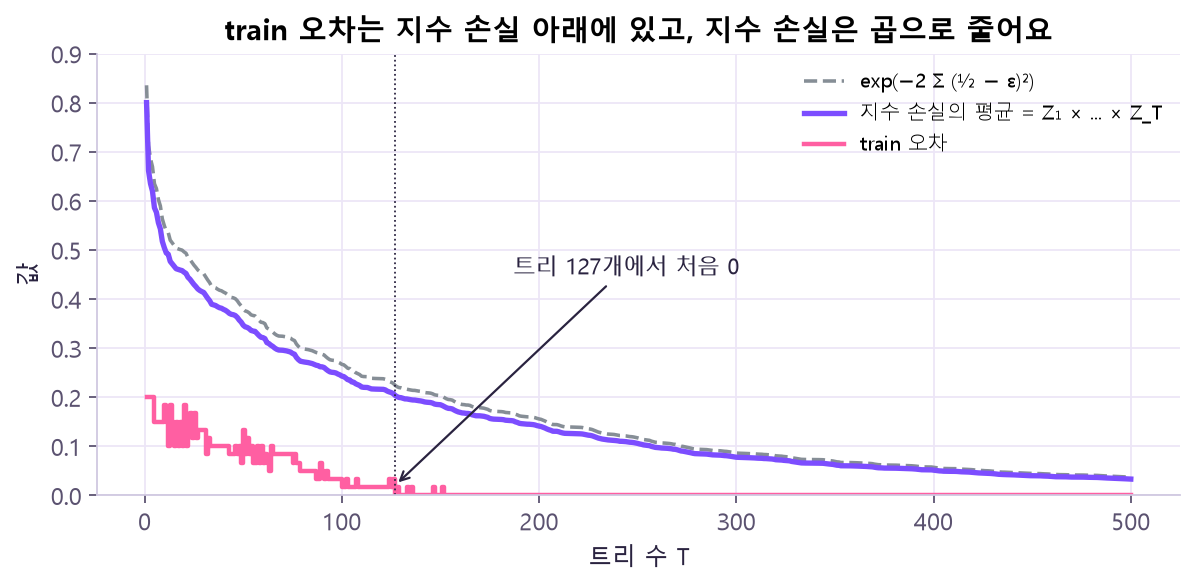 train 오차는 지수 손실 아래에 있고, 지수 손실은 곱으로 줄어요
exp(−2 Σ (½ − ε)²)
지수 손실의 평균 = Z₁ × ... × Z_T
train 오차
트리 127개에서 처음 0
값
0.9
0.8
0.7
0.6
0.5
0.4
0.3
0.2
0.1
0.0
0 100 200 300 400 500
트리 수 T